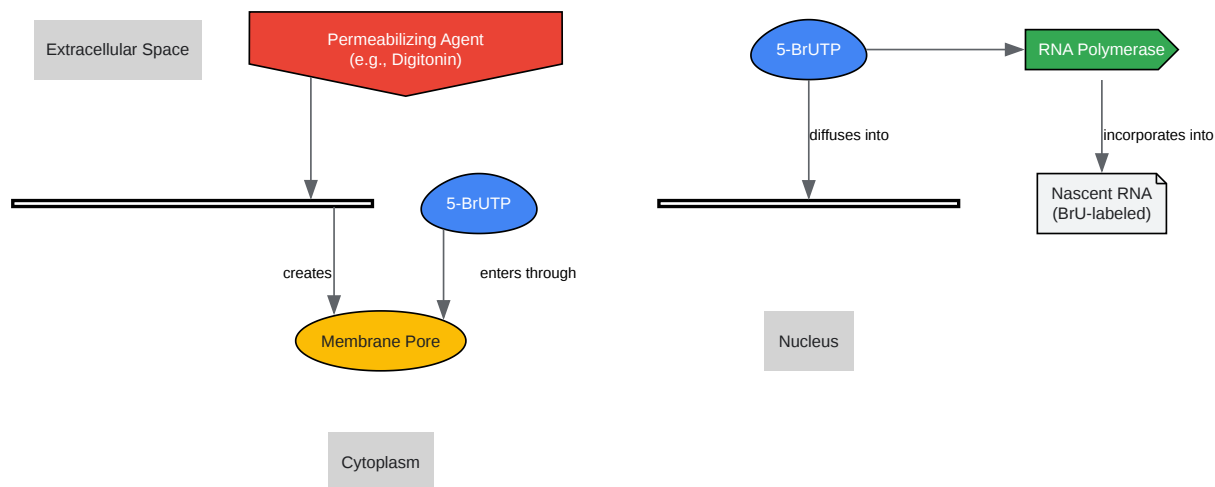 Extracellular Space
Permeabilizing Agent
(e.g., Digitonin)
5-BrUTP
RNA Polymerase
diffuses into
incorporates into
5-BrUTP
Nascent RNA
(BrU-labeled)
creates
enters through
Membrane Pore
Nucleus
Cytoplasm